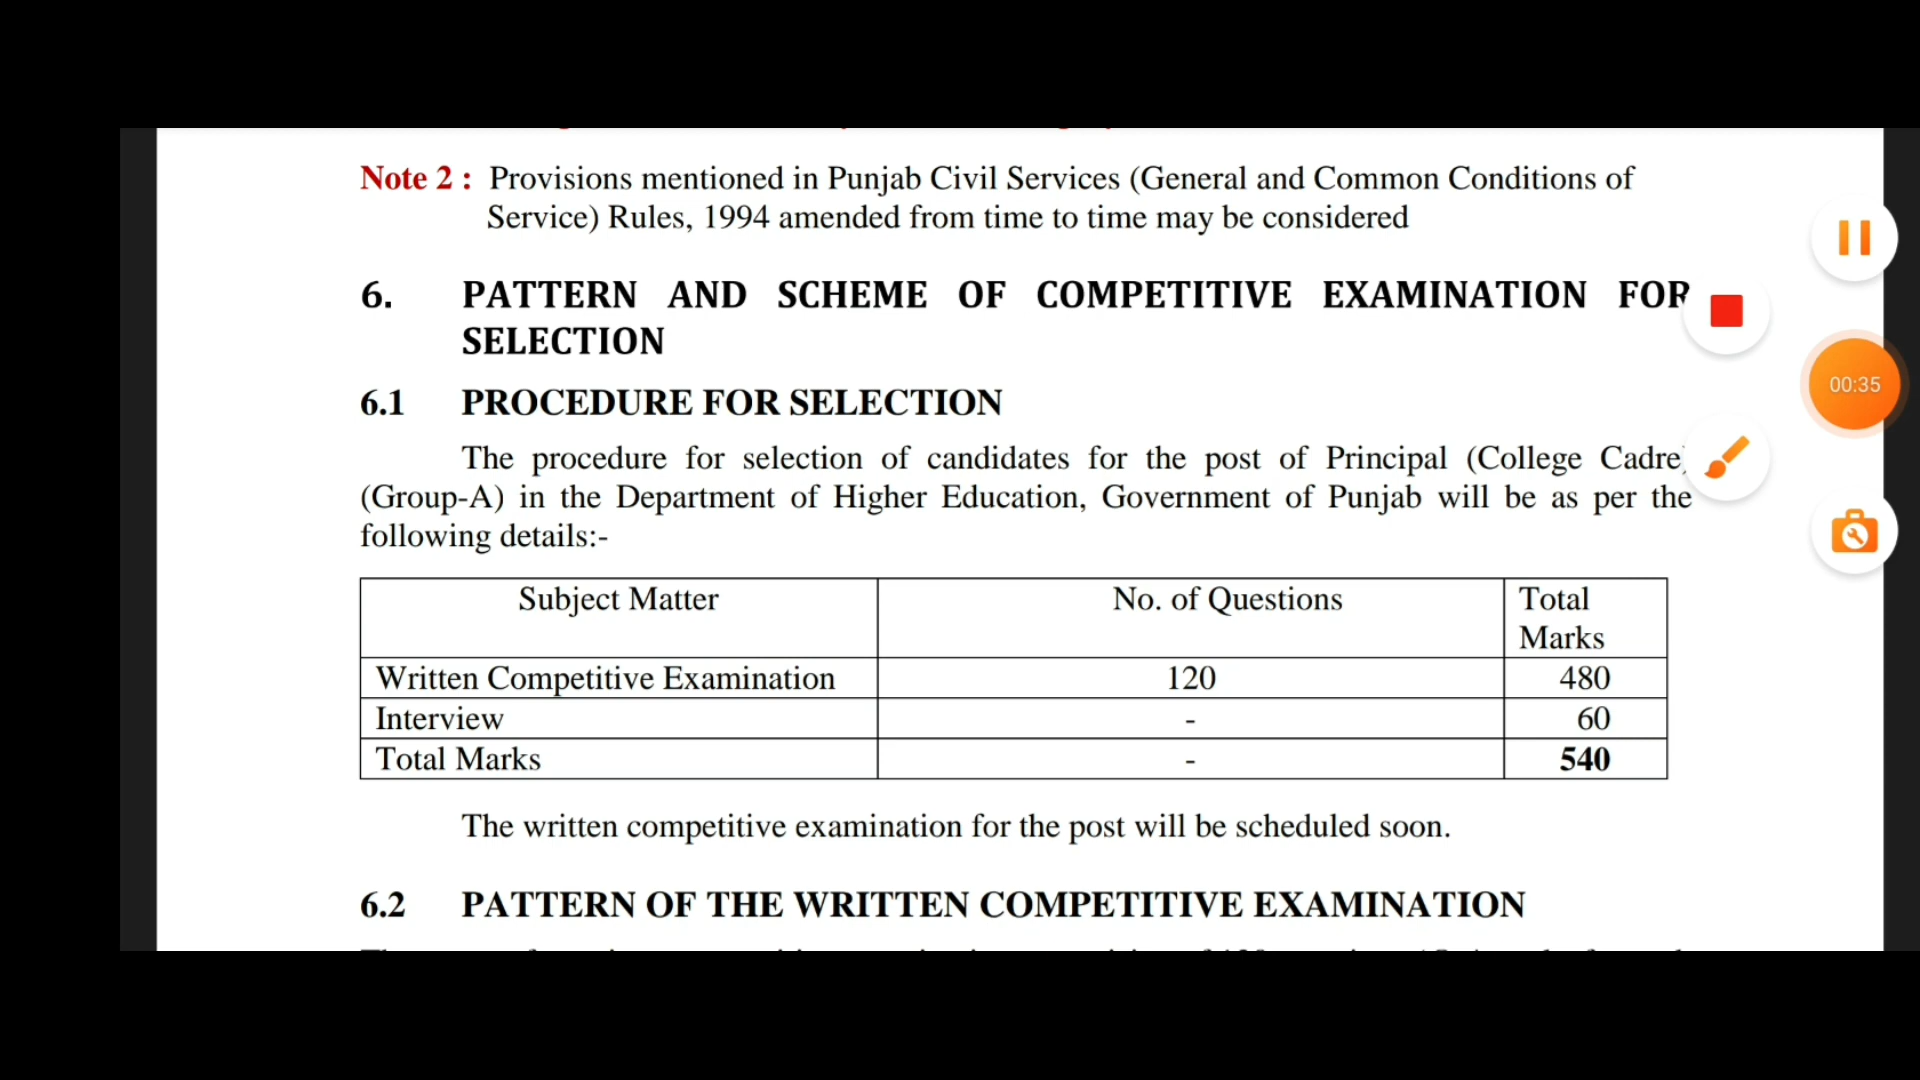 Note 2 : Provisions mentioned in Punjab Civil Services (General and Common Conditions of
Service) Rules, 1994 amended from time to time may be considered
6. PATTERN AND SCHEME OF COMPETITIVE EXAMINATION FOR
SELECTION
6.1 PROCEDURE FOR SELECTION
The procedure for selection of candidates for the post of Principal (College Cadre)
(Group-A) in the Department of Higher Education, Government of Punjab will be as per the
following details:-
Subject Matter No. of Questions Total
Marks
Written Competitive Examination 120 480
Interview - 60
Total Marks - 540
The written competitive examination for the post will be scheduled soon.
6.2 PATTERN OF THE WRITTEN COMPETITIVE EXAMINATION
00:35